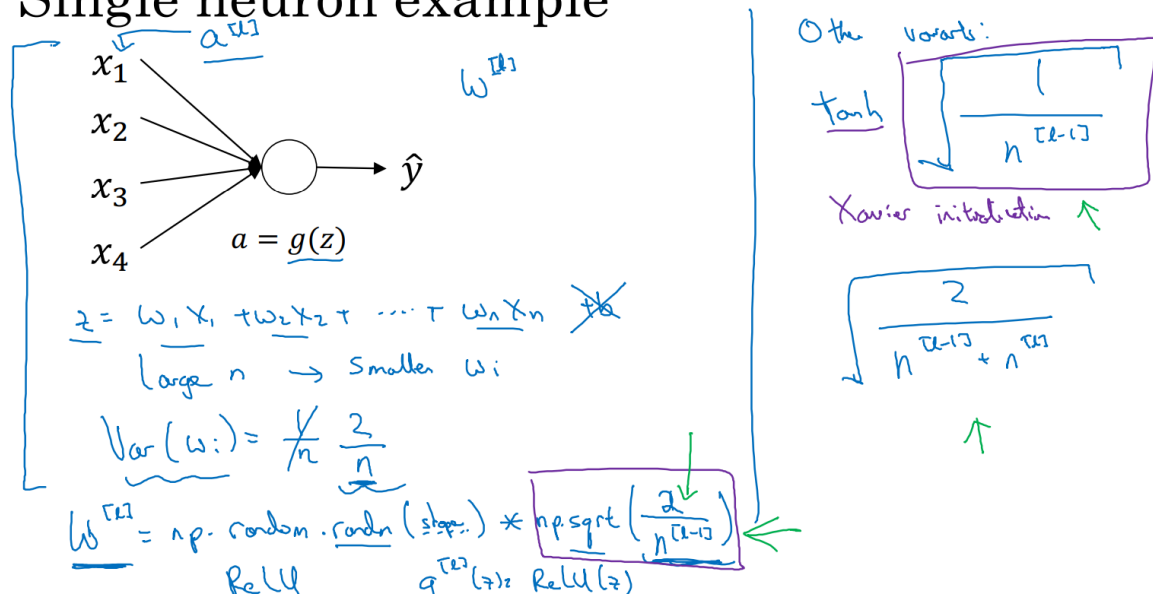 Single neuron example
a^[l]
x₁
x₂
x₃
x₄
ŷ
w^[l]
a = g(z)
z = w₁x₁ + w₂x₂ + ···· + wₙxₙ +b
Large n → Smaller wᵢ
Var(wᵢ) = 1/n 2/n
W^[l] = np.random.randn(shape) * np.sqrt(2/n^[l-1])
ReLU g^[l](z) = ReLU(z)
Other variants:
tanh √(1/n^[l-1])
Xavier initialization
√(2/(n^[l-1] + n^[l]))